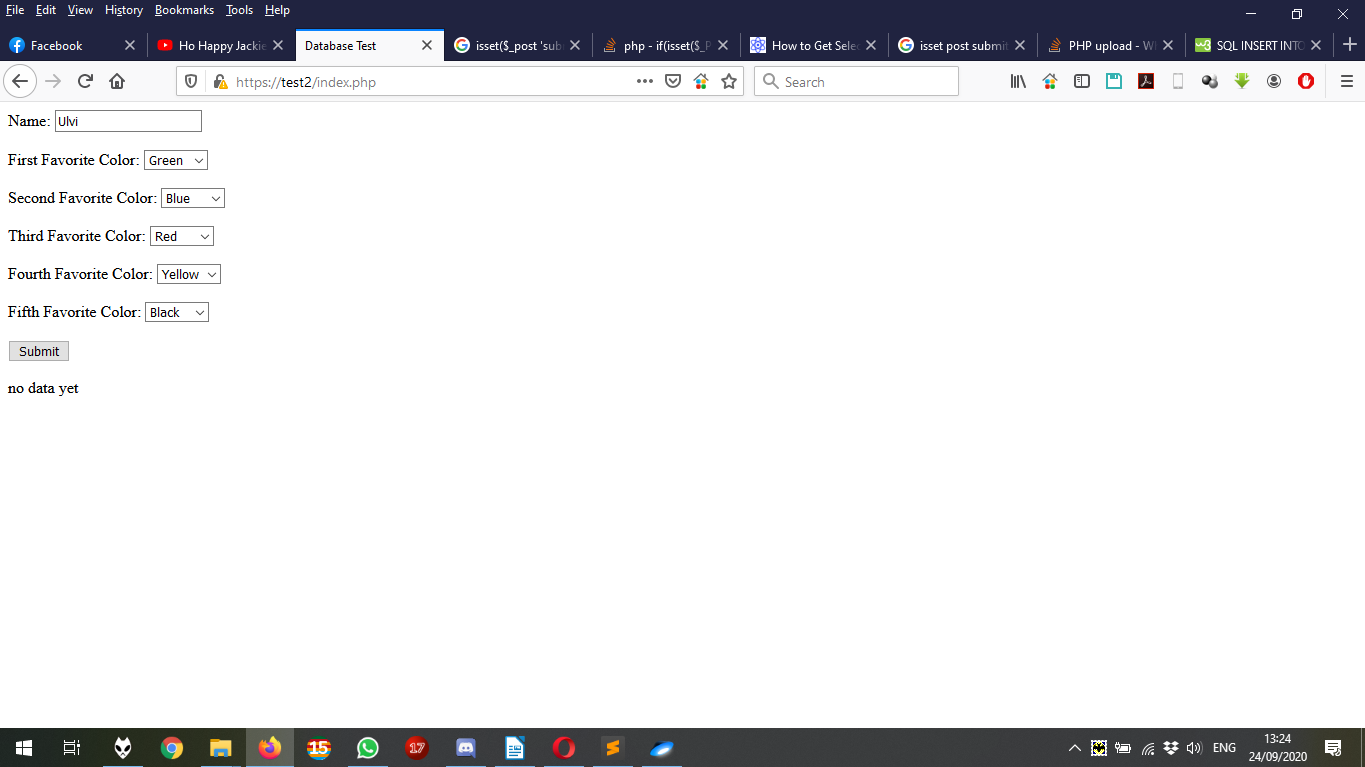 File Edit View History Bookmarks Tools Help
Facebook Ho Happy Jackie Database Test isset($_post 'sub php - if(isset($_P How to Get Selec isset post submit PHP upload - W SQL INSERT INTO
https://test2/index.php Search
Name: Ulvi
First Favorite Color: Green
Second Favorite Color: Blue
Third Favorite Color: Red
Fourth Favorite Color: Yellow
Fifth Favorite Color: Black
Submit
no data yet
15 17 ENG 13:24
24/09/2020